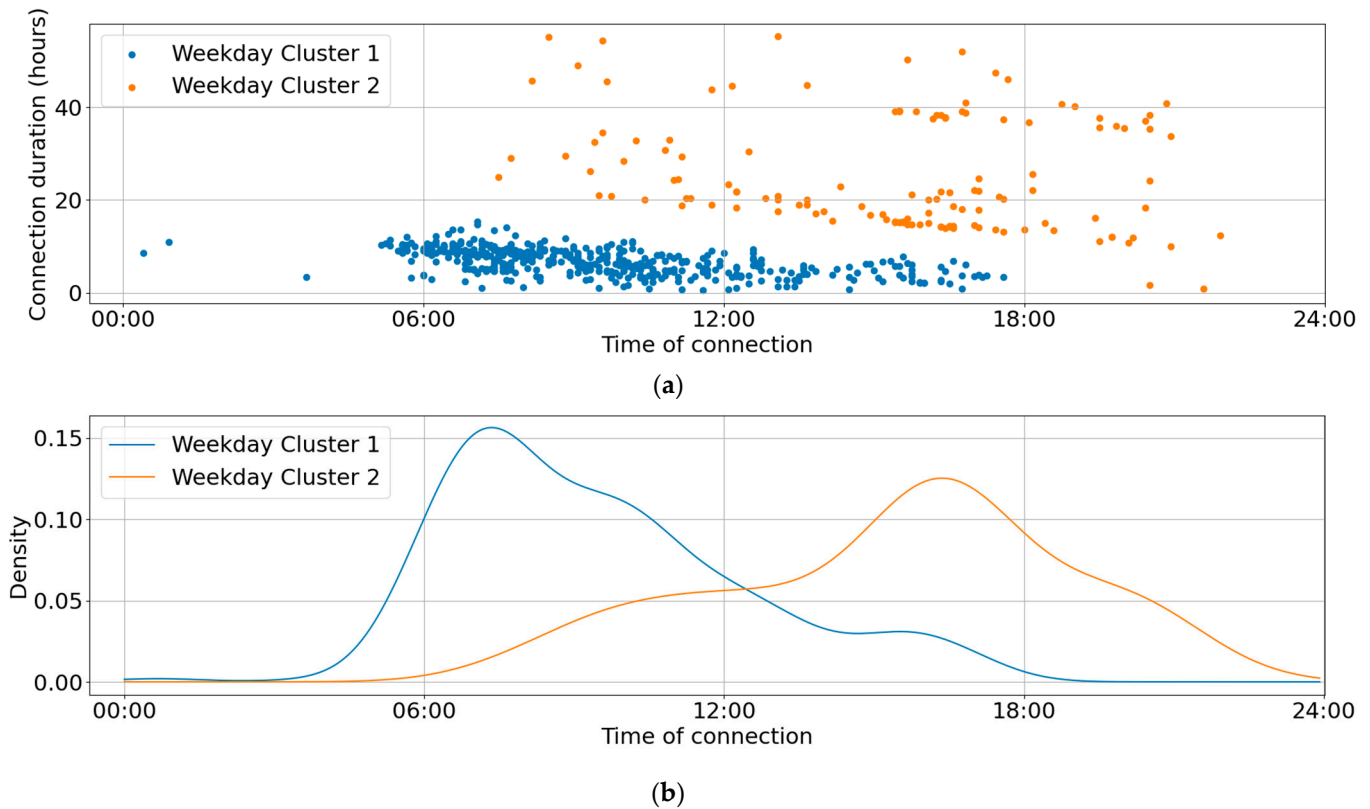 Connection duration (hours)
Weekday Cluster 1
Weekday Cluster 2
40
20
0
00:00 06:00 12:00 18:00 24:00
Time of connection
(a)
Density
Weekday Cluster 1
Weekday Cluster 2
0.15
0.10
0.05
0.00
00:00 06:00 12:00 18:00 24:00
Time of connection
(b)